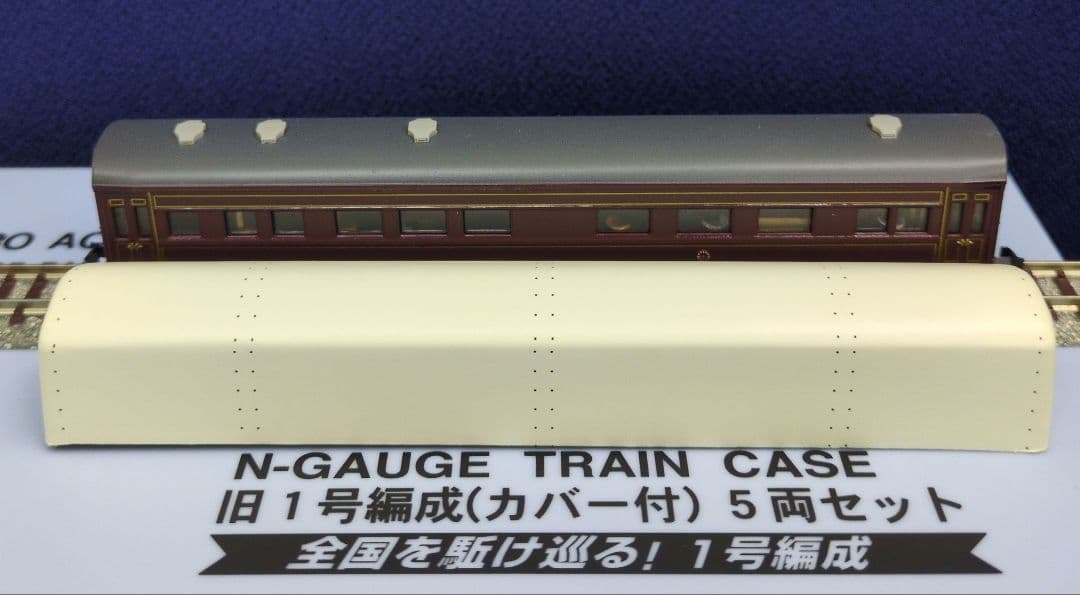 N-GAUGE TRAIN CASE
旧1号編成(カバー付) 5両セット
全国を駈け巡る! 1号編成